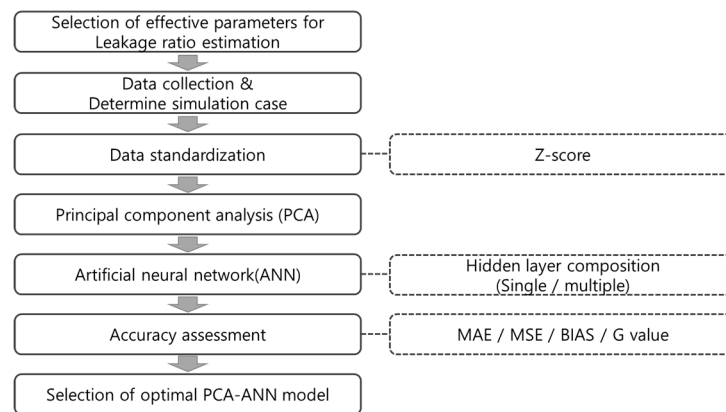 Selection of effective parameters for
Leakage ratio estimation
Data collection &
Determine simulation case
Data standardization
Z-score
Principal component analysis (PCA)
Artificial neural network(ANN)
Hidden layer composition
(Single / multiple)
Accuracy assessment
MAE / MSE / BIAS / G value
Selection of optimal PCA-ANN model